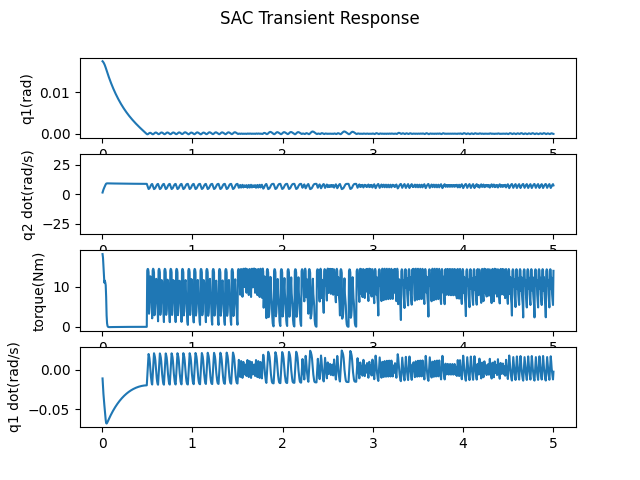 SAC Transient Response
q1(rad)
0.01
0.00
0 1 2 3 4 5
q2 dot(rad/s)
25
0
−25
0 1 2 3 4 5
torque(Nm)
10
0
0 1 2 3 4 5
q1 dot(rad/s)
0.00
−0.05
0 1 2 3 4 5